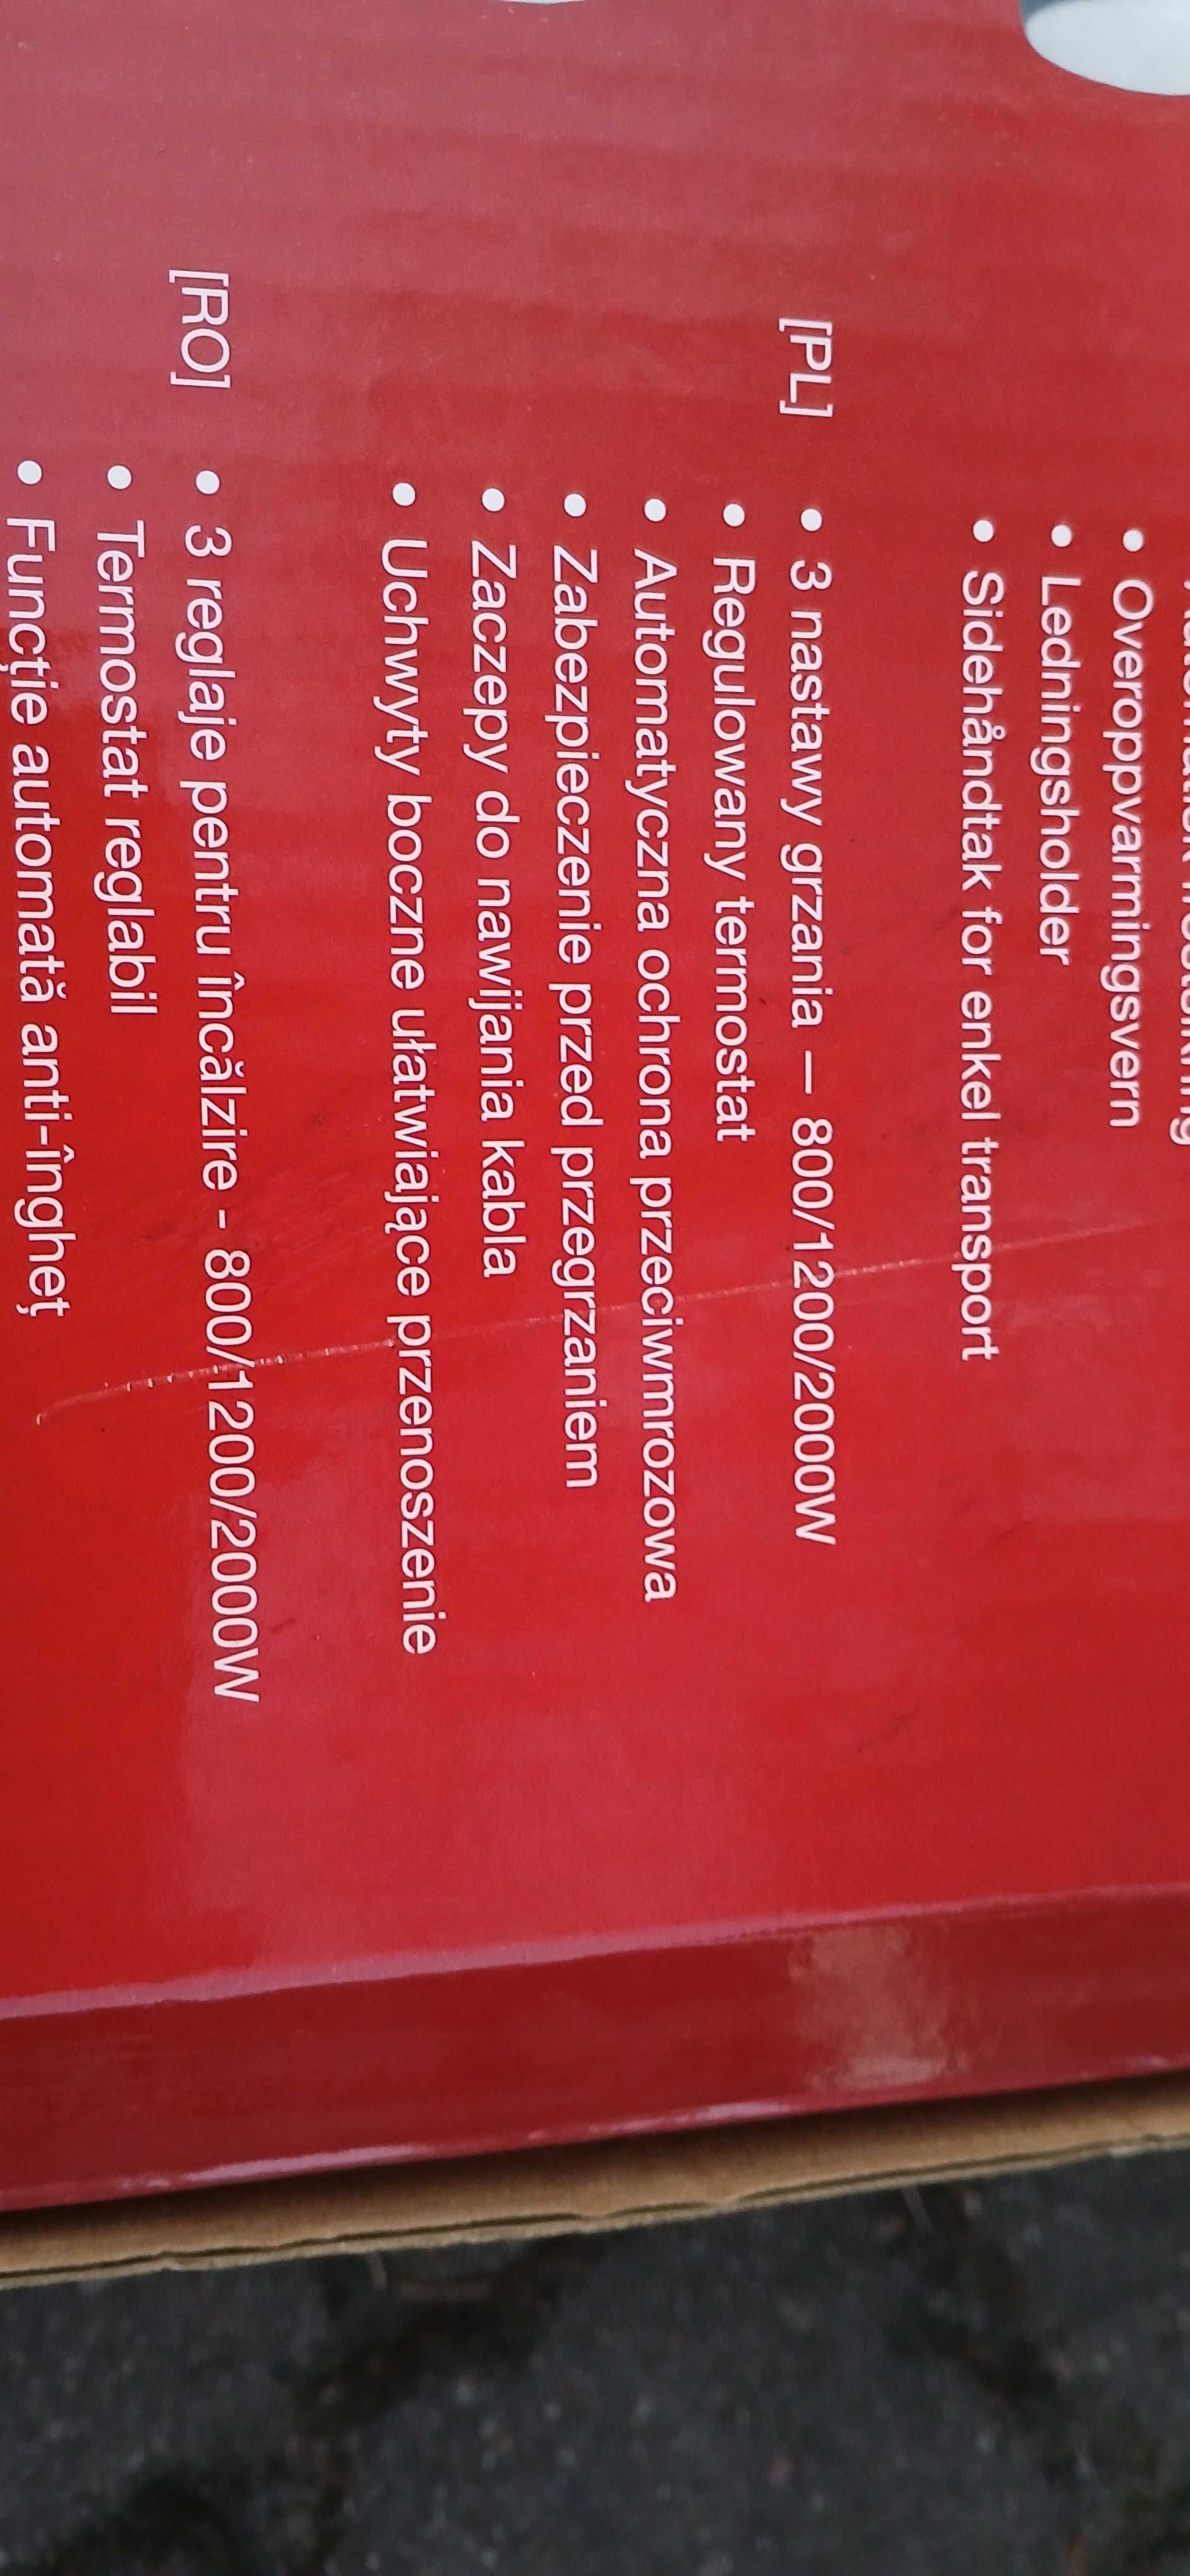 • Overoppvarmingsvern
• Ledningsholder
• Sidehåndtak for enkel transport
[PL] • 3 nastawy grzania — 800/1200/2000W
• Regulowany termostat
• Automatyczna ochrona przeciwmrozowa
• Zabezpieczenie przed przegrzaniem
• Zaczepy do nawijania kabla
• Uchwyty boczne ułatwiające przenoszenie
[RO] • 3 reglaje pentru încălzire - 800/1200/2000W
• Termostat reglabil
• Funcţie automată anti-îngheţ